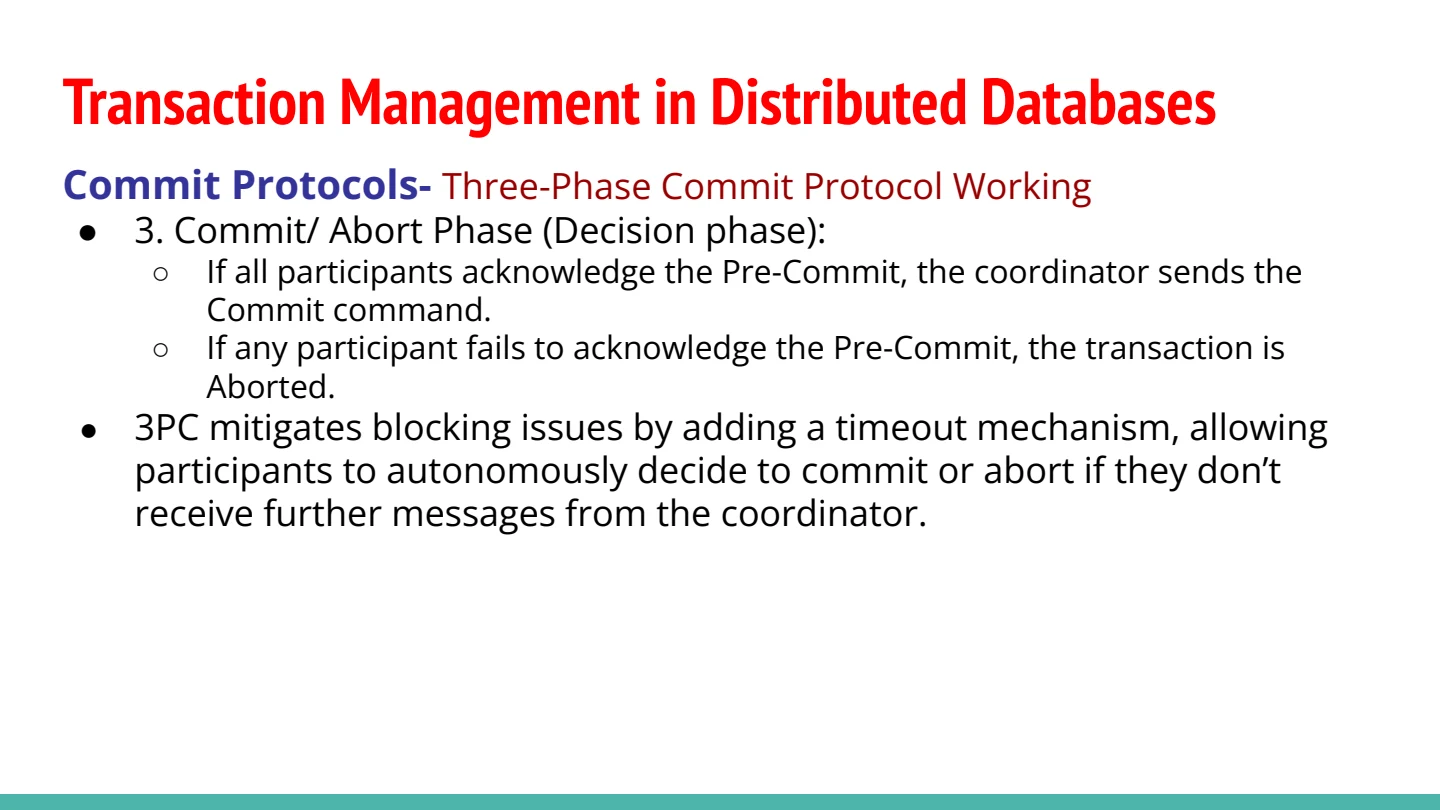 Transaction Management in Distributed Databases
Commit Protocols- Three-Phase Commit Protocol Working
● 3. Commit/ Abort Phase (Decision phase):
○ If all participants acknowledge the Pre-Commit, the coordinator sends the
Commit command.
○ If any participant fails to acknowledge the Pre-Commit, the transaction is
Aborted.
● 3PC mitigates blocking issues by adding a timeout mechanism, allowing
participants to autonomously decide to commit or abort if they don’t
receive further messages from the coordinator.